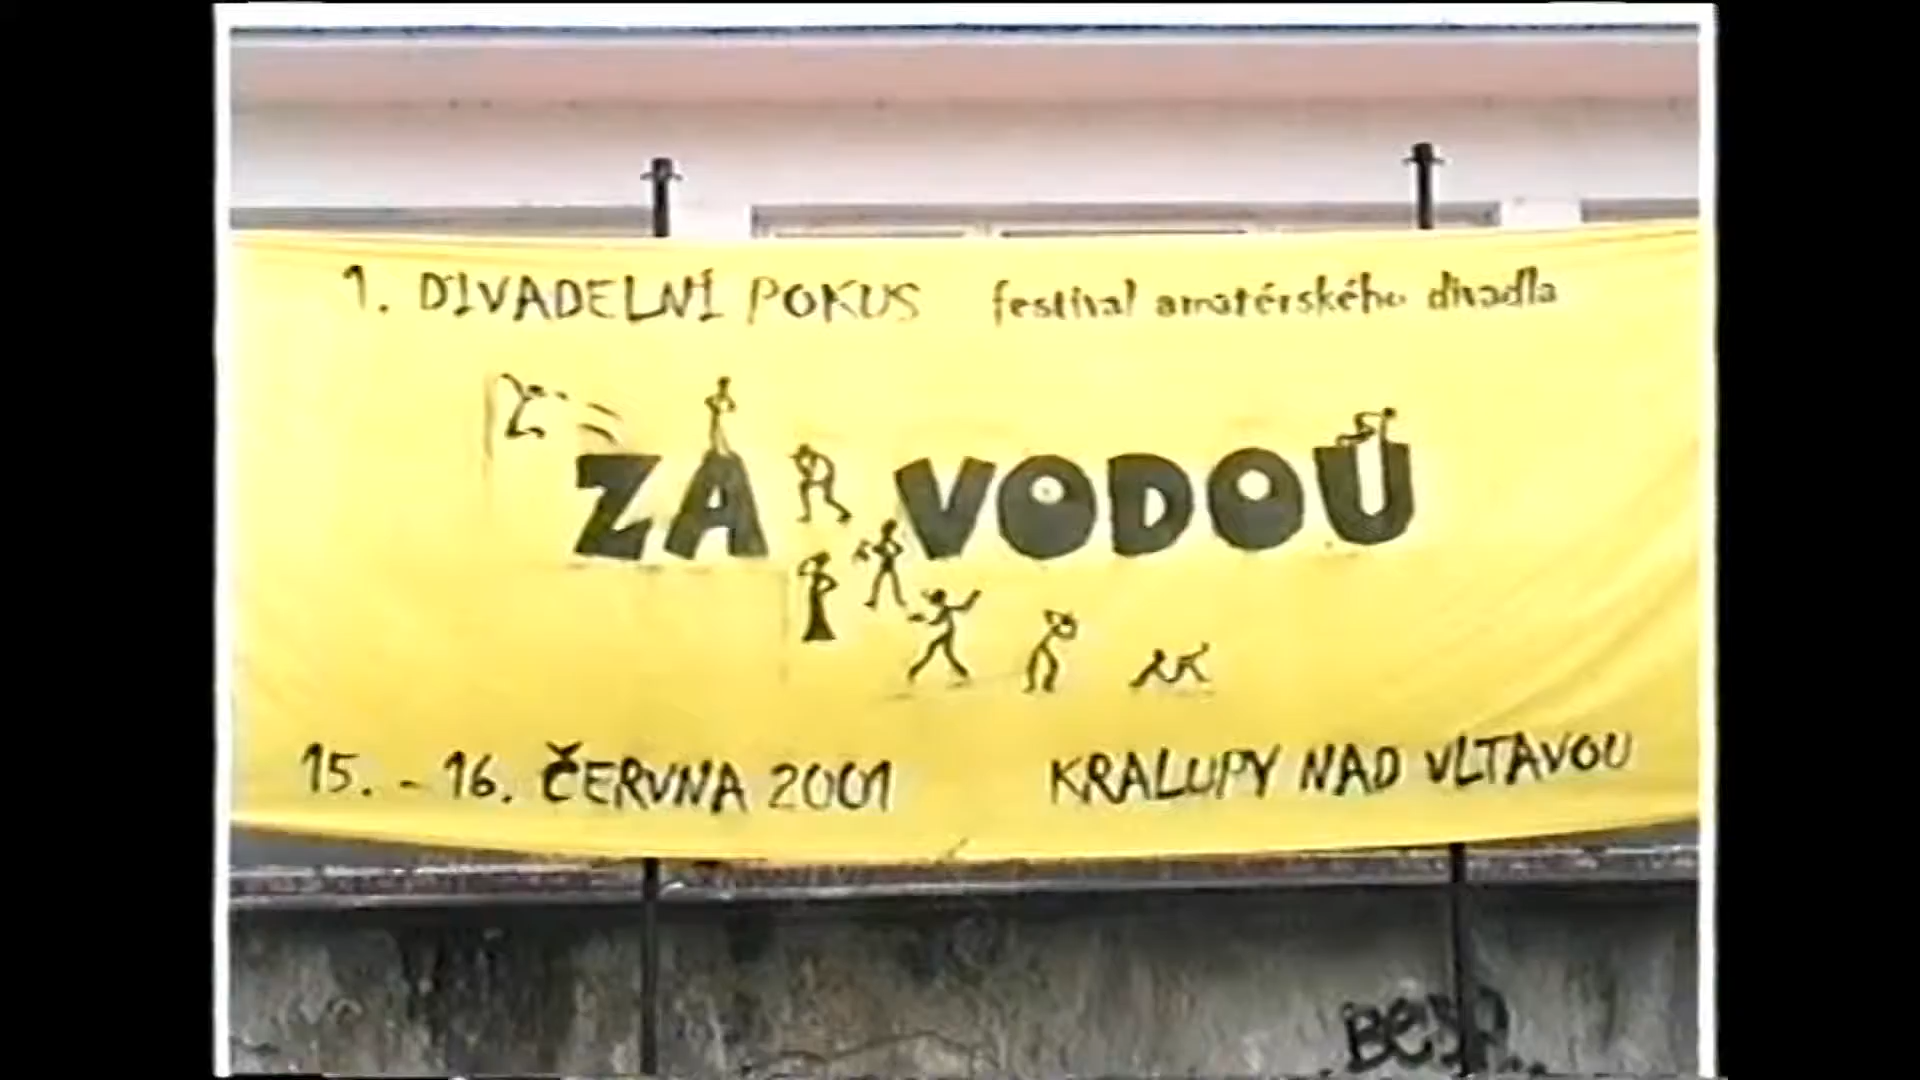 1. DIVADELNÍ POKUS festival amatérského divadla
ZA VODOU
15. - 16. ČERVNA 2001 KRALUPY NAD VLTAVOU